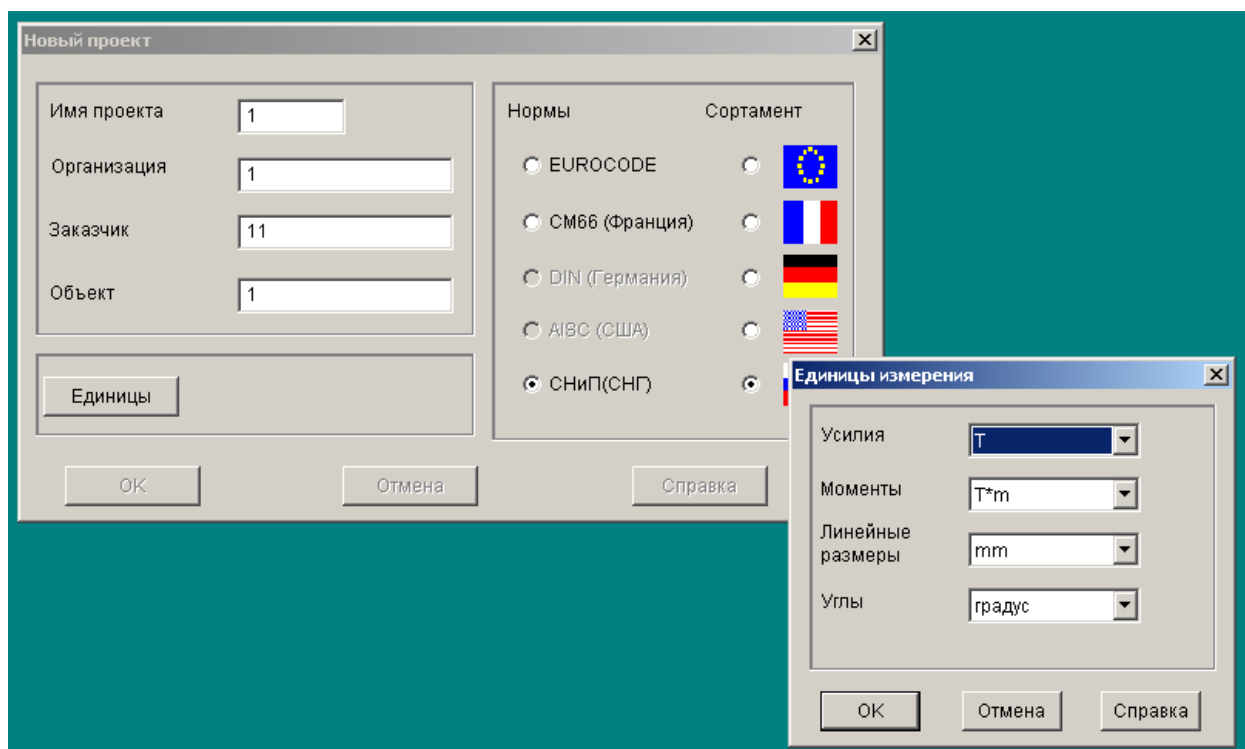 Новый проект
Имя проекта
1
Организация
1
Заказчик
11
Объект
1
Единицы
Нормы Сортамент
EUROCODE
CM66 (Франция)
DIN (Германия)
AISC (США)
СНиП(СНГ)
OK Отмена Справка
Единицы измерения
Усилия
T
Моменты
T*m
Линейные
размеры
mm
Углы
градус
OK Отмена Справка